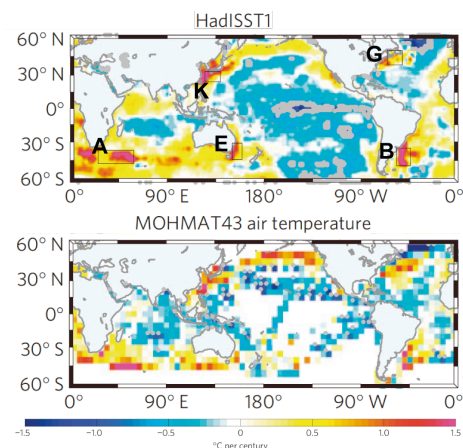 HadISST1
60° N
30° N
0°
30° S
60° S
G
K
A
E
B
0° 90° E 180° 90° W 0°
MOHMAT43 air temperature
60° N
30° N
0°
30° S
60° S
0° 90° E 180° 90° W 0°
−1.5 −1.0 −0.5 0 0.5 1.0 1.5
°C per century